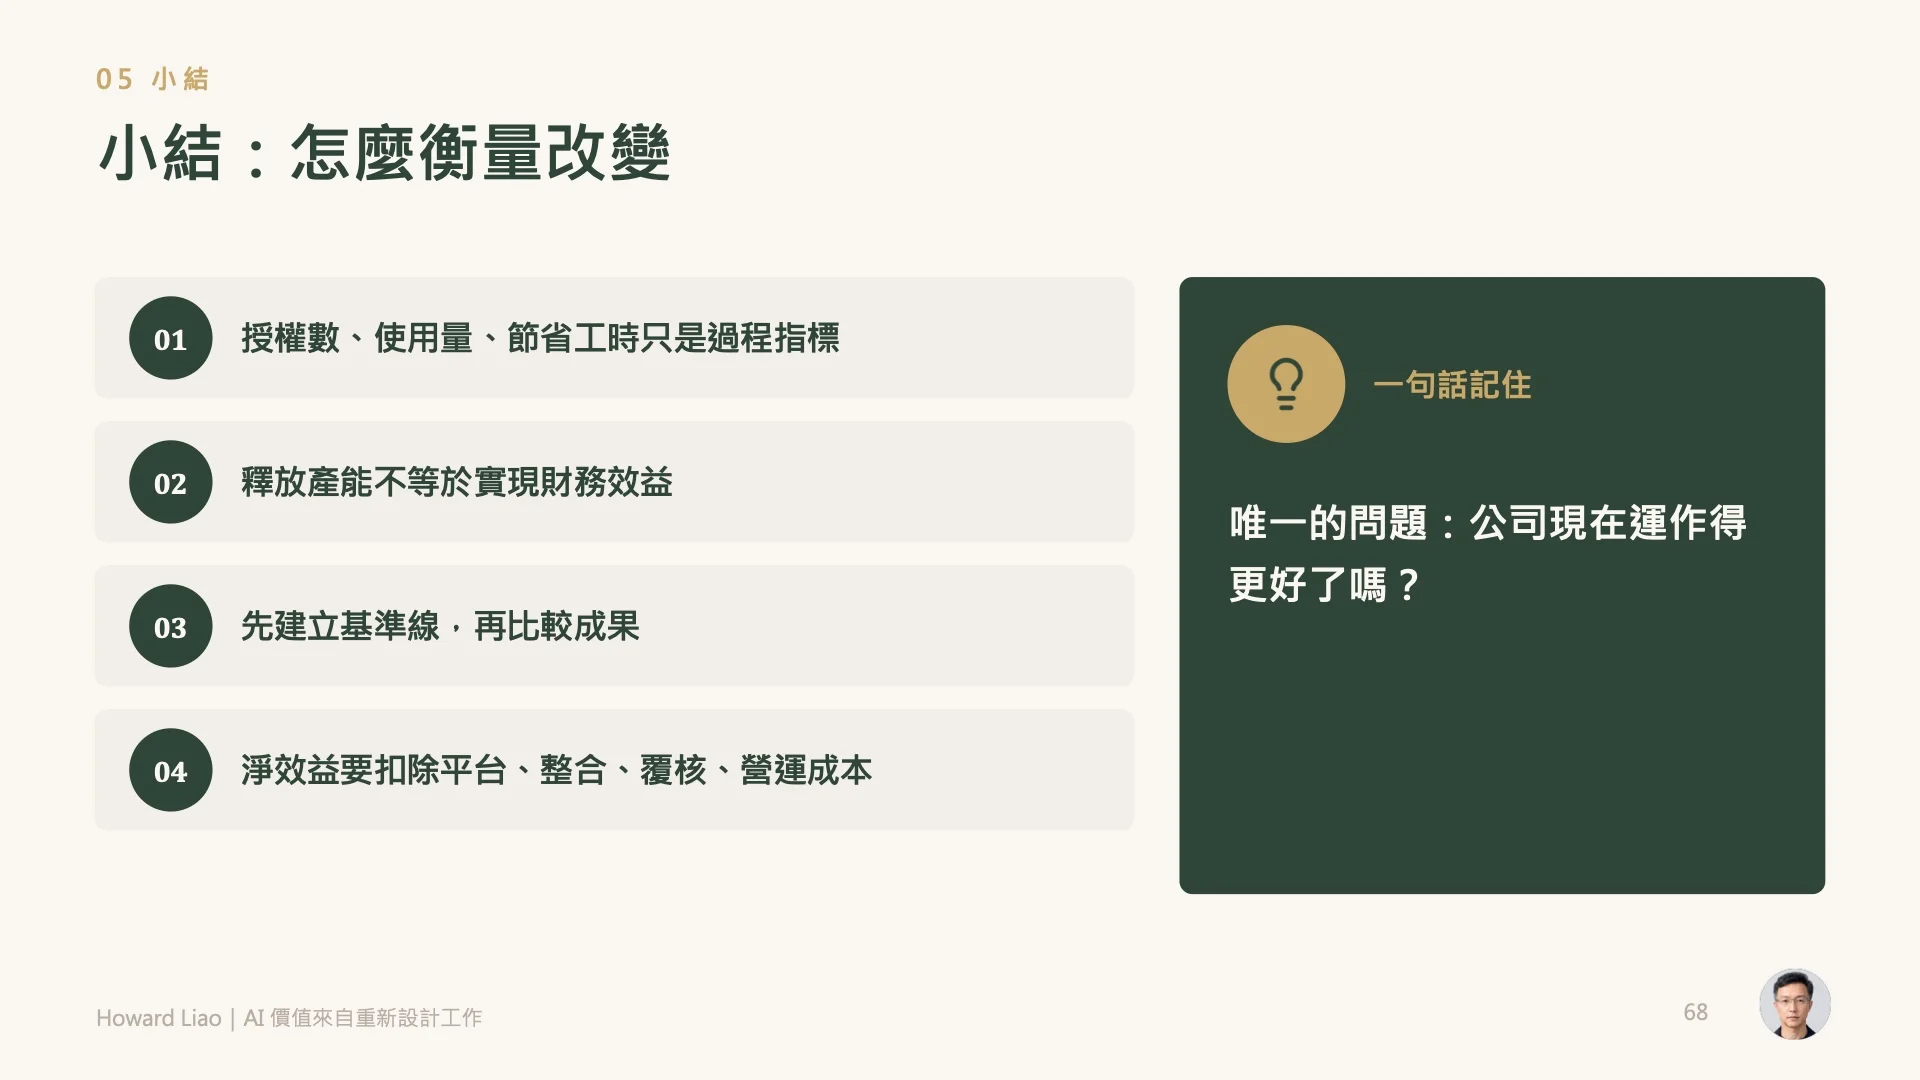 05 小結
小結：怎麼衡量改變
01
授權數、使用量、節省工時只是過程指標
02
釋放產能不等於實現財務效益
03
先建立基準線，再比較成果
04
淨效益要扣除平台、整合、覆核、營運成本
一句話記住
唯一的問題：公司現在運作得
更好了嗎？
Howard Liao | AI 價值來自重新設計工作
68